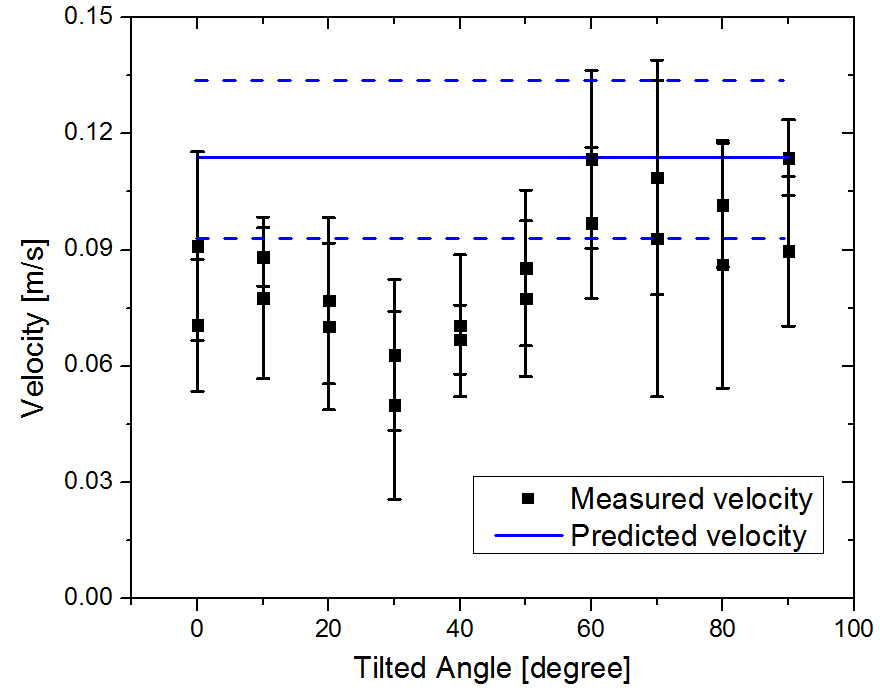 0.15
0.12
0.09
0.06
0.03
0.00
Velocity [m/s]
Measured velocity
Predicted velocity
0 20 40 60 80 100
Tilted Angle [degree]